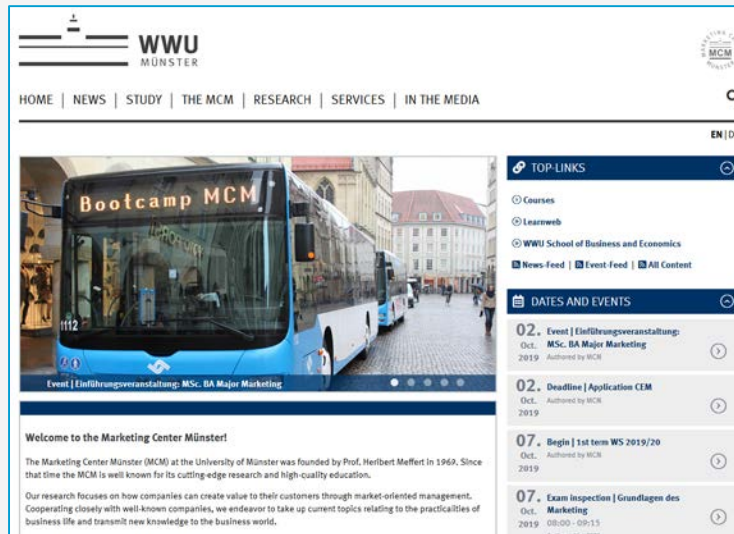 WWU
MÜNSTER
MCM
HOME | NEWS | STUDY | THE MCM | RESEARCH | SERVICES | IN THE MEDIA
EN | D
Bootcamp MCM
1112
Event | Einführungsveranstaltung: MSc. BA Major Marketing
TOP-LINKS
Courses
Learnweb
WWU School of Business and Economics
News-Feed | Event-Feed | All Content
DATES AND EVENTS
02. Event | Einführungsveranstaltung:
Oct. MSc. BA Major Marketing
2019 Authored by MCM
02. Deadline | Application CEM
Oct. Authored by MCM
2019
07. Begin | 1st term WS 2019/20
Oct. Authored by MCM
2019
07. Exam inspection | Grundlagen des
Oct. Marketing
2019 08:00 - 09:15
Welcome to the Marketing Center Münster!
The Marketing Center Münster (MCM) at the University of Münster was founded by Prof. Heribert Meffert in 1969. Since
that time the MCM is well known for its cutting-edge research and high-quality education.
Our research focuses on how companies can create value to their customers through market-oriented management.
Cooperating closely with well-known companies, we endeavor to take up current topics relating to the practicalities of
business life and transmit new knowledge to the business world.